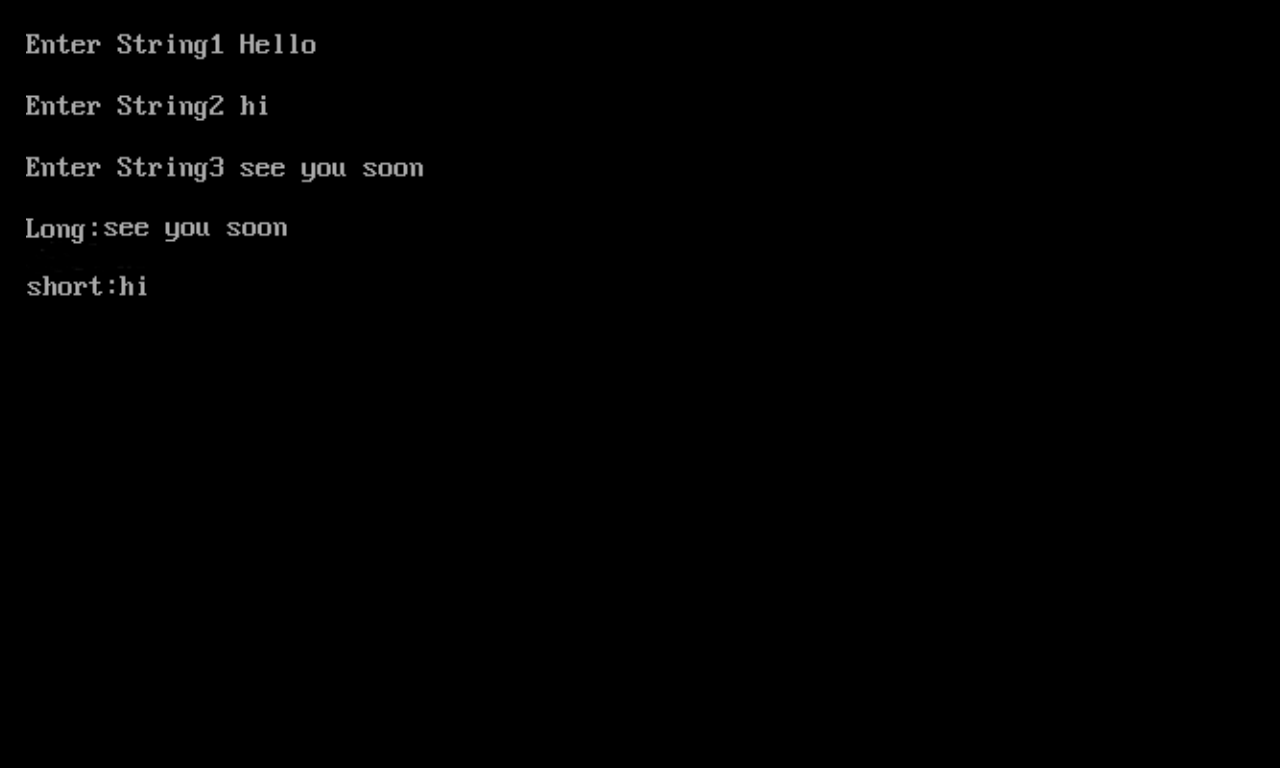 Enter String1 Hello
Enter String2 hi
Enter String3 see you soon
Long:see you soon
short:hi